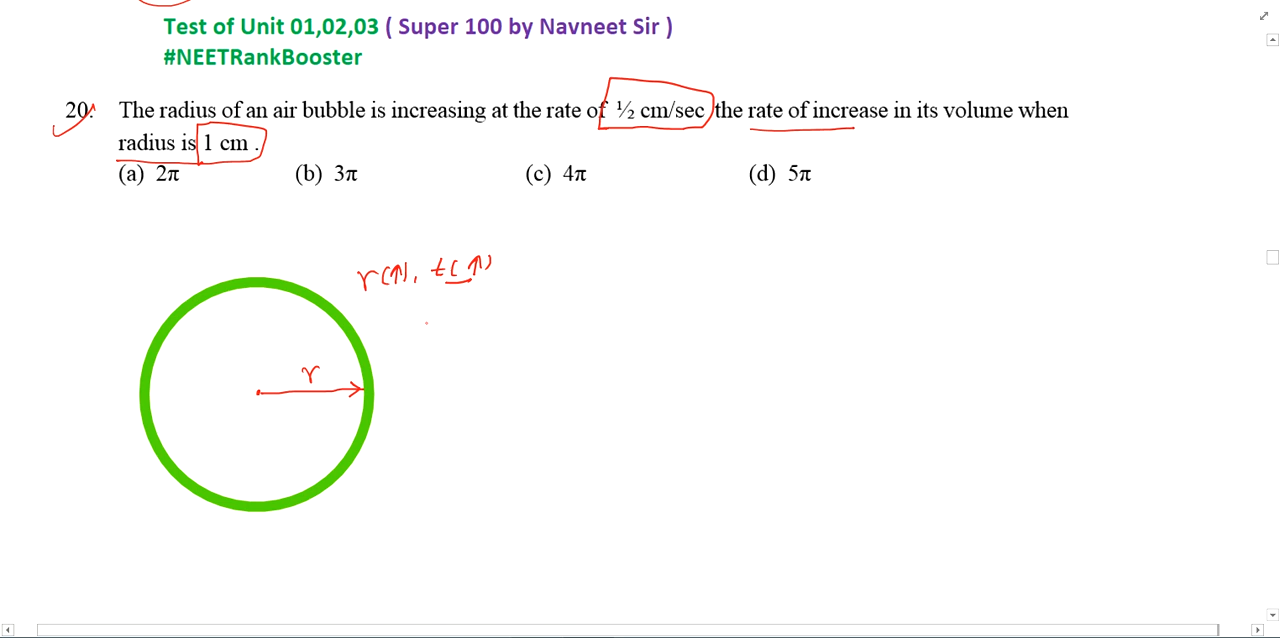 Test of Unit 01,02,03 ( Super 100 by Navneet Sir )
#NEETRankBooster
20. The radius of an air bubble is increasing at the rate of ½ cm/sec the rate of increase in its volume when
radius is 1 cm .
(a) 2π (b) 3π (c) 4π (d) 5π
r(↑), t(↑)
r